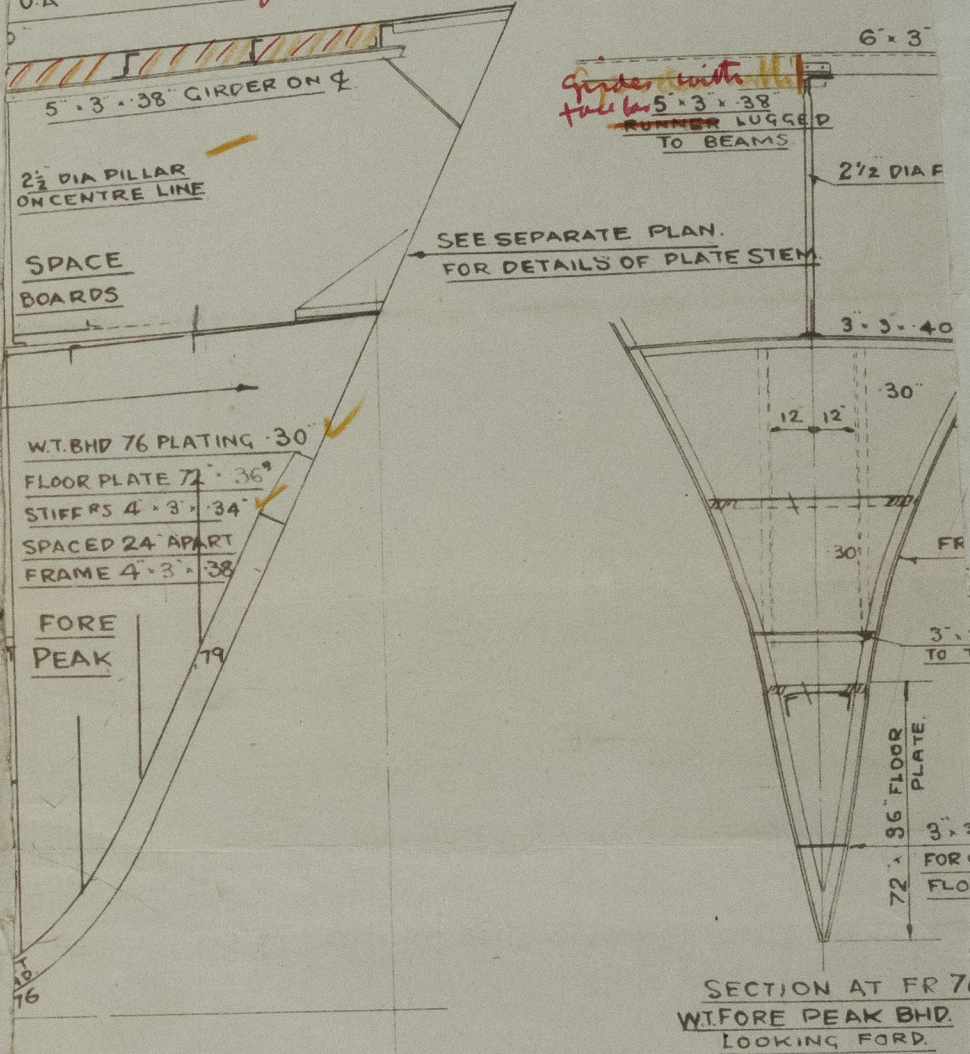 O.A
5" × 3" × .38" GIRDER ON ℄
2½" DIA PILLAR
ON CENTRE LINE
SPACE
BOARDS
SEE SEPARATE PLAN.
FOR DETAILS OF PLATE STEM.
W.T. BHD 76 PLATING .30"
FLOOR PLATE 72" × .36"
STIFFRS 4" × 3" × .34"
SPACED 24" APART
FRAME 4" × 3" × .38
FORE
PEAK
79
76
6" × 3"
Girder with
face bar 5" × 3" × .38"
RUNNER LUGGED
TO BEAMS.
2½ DIA
3" × 3" × .40
.30"
12" 12"
.30"
FR
3" ×
TO
72" × .36" FLOOR
PLATE.
3" × 3
FOR
FLO
SECTION AT FR 76
W.T. FORE PEAK BHD.
LOOKING FORD.